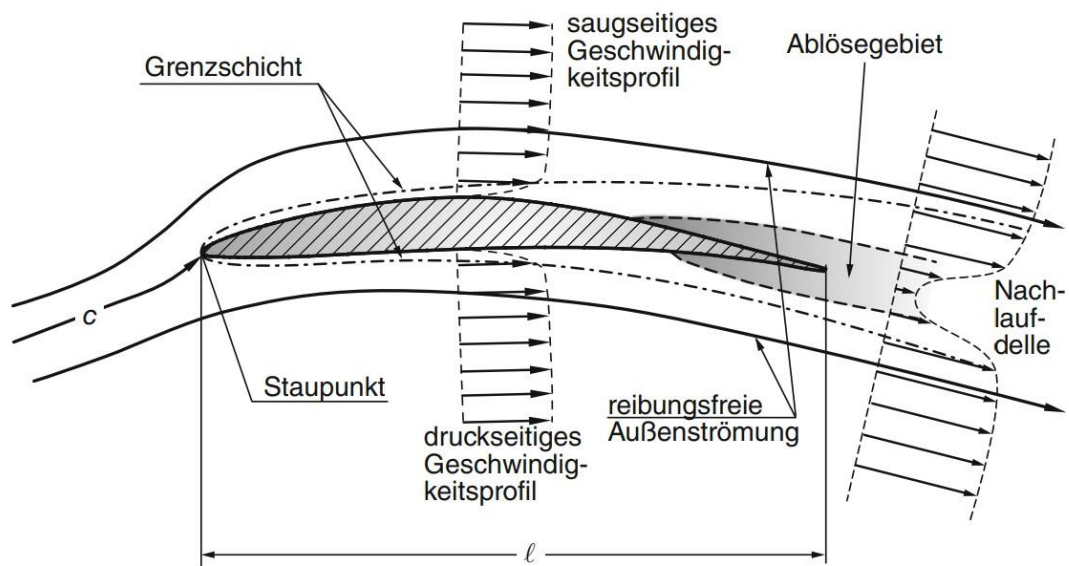 saugseitiges
Geschwindig-
keitsprofil
Ablösegebiet
Grenzschicht
c
Nach-
lauf-
delle
Staupunkt
reibungsfreie
Außenströmung
druckseitiges
Geschwindig-
keitsprofil
ℓ